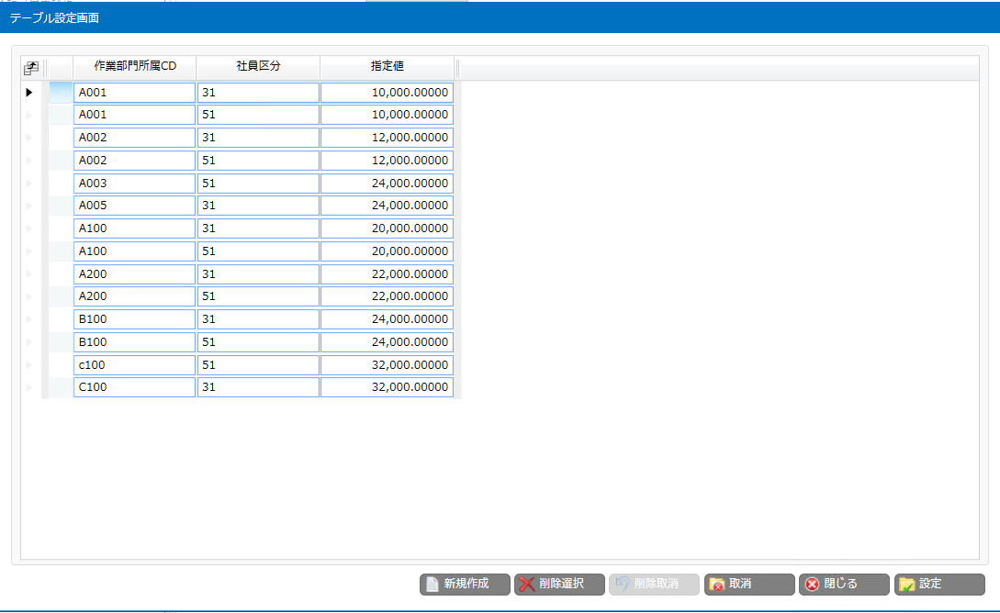 テーブル設定画面
作業部門所属CD 社員区分 指定値
A001 31 10,000.00000
A001 51 10,000.00000
A002 31 12,000.00000
A002 51 12,000.00000
A003 51 24,000.00000
A005 31 24,000.00000
A100 31 20,000.00000
A100 51 20,000.00000
A200 31 22,000.00000
A200 51 22,000.00000
B100 31 24,000.00000
B100 51 24,000.00000
c100 51 32,000.00000
C100 31 32,000.00000
新規作成 削除選択 削除取消 取消 閉じる 設定